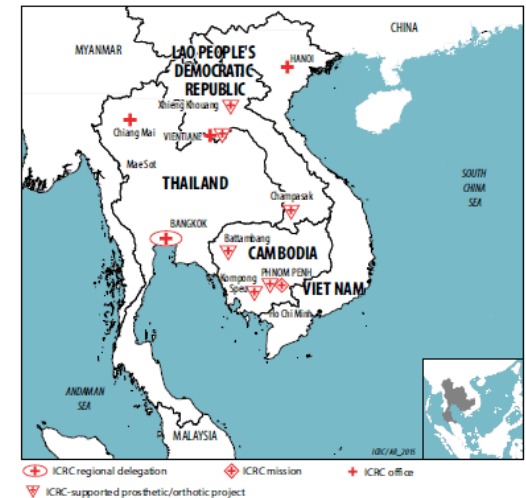 CHINA
MYANMAR
LAO PEOPLE'S
DEMOCRATIC
REPUBLIC
HANOI
Xhieng Khouang
Chiang Mai
VIENTIANE
Mae Sot
THAILAND
SOUTH
CHINA
SEA
Champasak
BANGKOK
Battambang
CAMBODIA
PHNOM PENH
Kompong
Speu
VIET NAM
Ho Chi Minh
ANDAMAN
SEA
MALAYSIA
ICRC/AR_2015
ICRC regional delegation
ICRC mission
ICRC office
ICRC-supported prosthetic/orthotic project